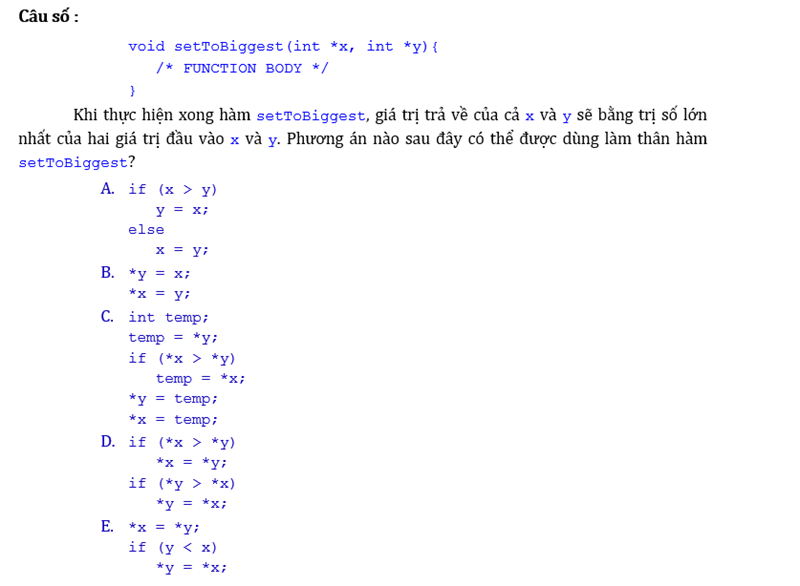 Câu số :
void setToBiggest(int *x, int *y){
/* FUNCTION BODY */
}
Khi thực hiện xong hàm setToBiggest, giá trị trả về của cả x và y sẽ bằng trị số lớn
nhất của hai giá trị đầu vào x và y. Phương án nào sau đây có thể được dùng làm thân hàm
setToBiggest?
A. if (x > y)
y = x;
else
x = y;
B. *y = x;
*x = y;
C. int temp;
temp = *y;
if (*x > *y)
temp = *x;
*y = temp;
*x = temp;
D. if (*x > *y)
*x = *y;
if (*y > *x)
*y = *x;
E. *x = *y;
if (y < x)
*y = *x;